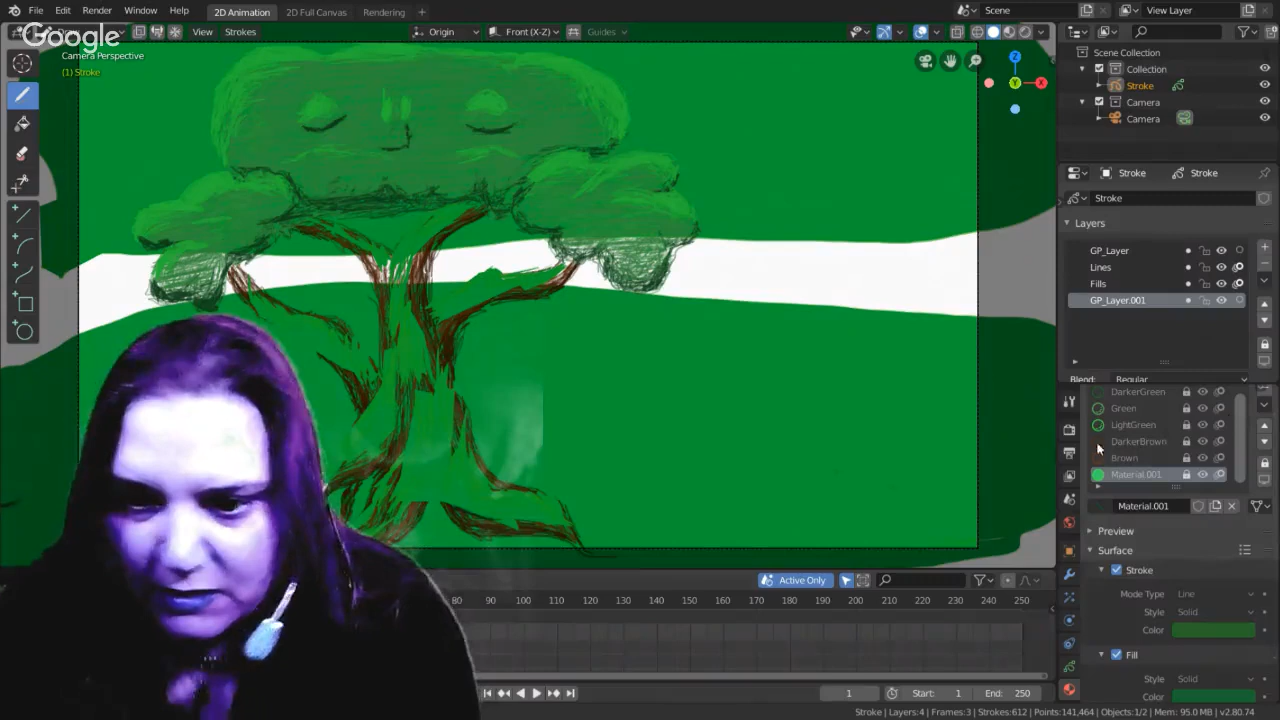 File Edit Render Window Help 2D Animation 2D Full Canvas Rendering + Scene View Layer
Google
View Strokes Origin Front (X-Z) Guides
Camera Perspective
(1) Stroke
Z
Y
X
Scene Collection
Collection
Stroke
Camera
Camera
Stroke Stroke
Stroke
Layers
GP_Layer
Lines
Fills
GP_Layer.001
Blend: Regular
DarkerGreen
Green
LightGreen
DarkerBrown
Brown
Material.001
Material.001
Preview
Surface
Stroke
Mode Type Line
Style Solid
Color
Fill
Style Solid
Color
Active Only
80 90 100 110 120 130 140 150 160 170 180 190 200 210 220 230 240 250
1 Start: 1 End: 250
Stroke | Layers:4 | Frames:3 | Strokes:612 | Points:141,464 | Objects:1/2 | Mem: 95.0 MB | v2.80.74